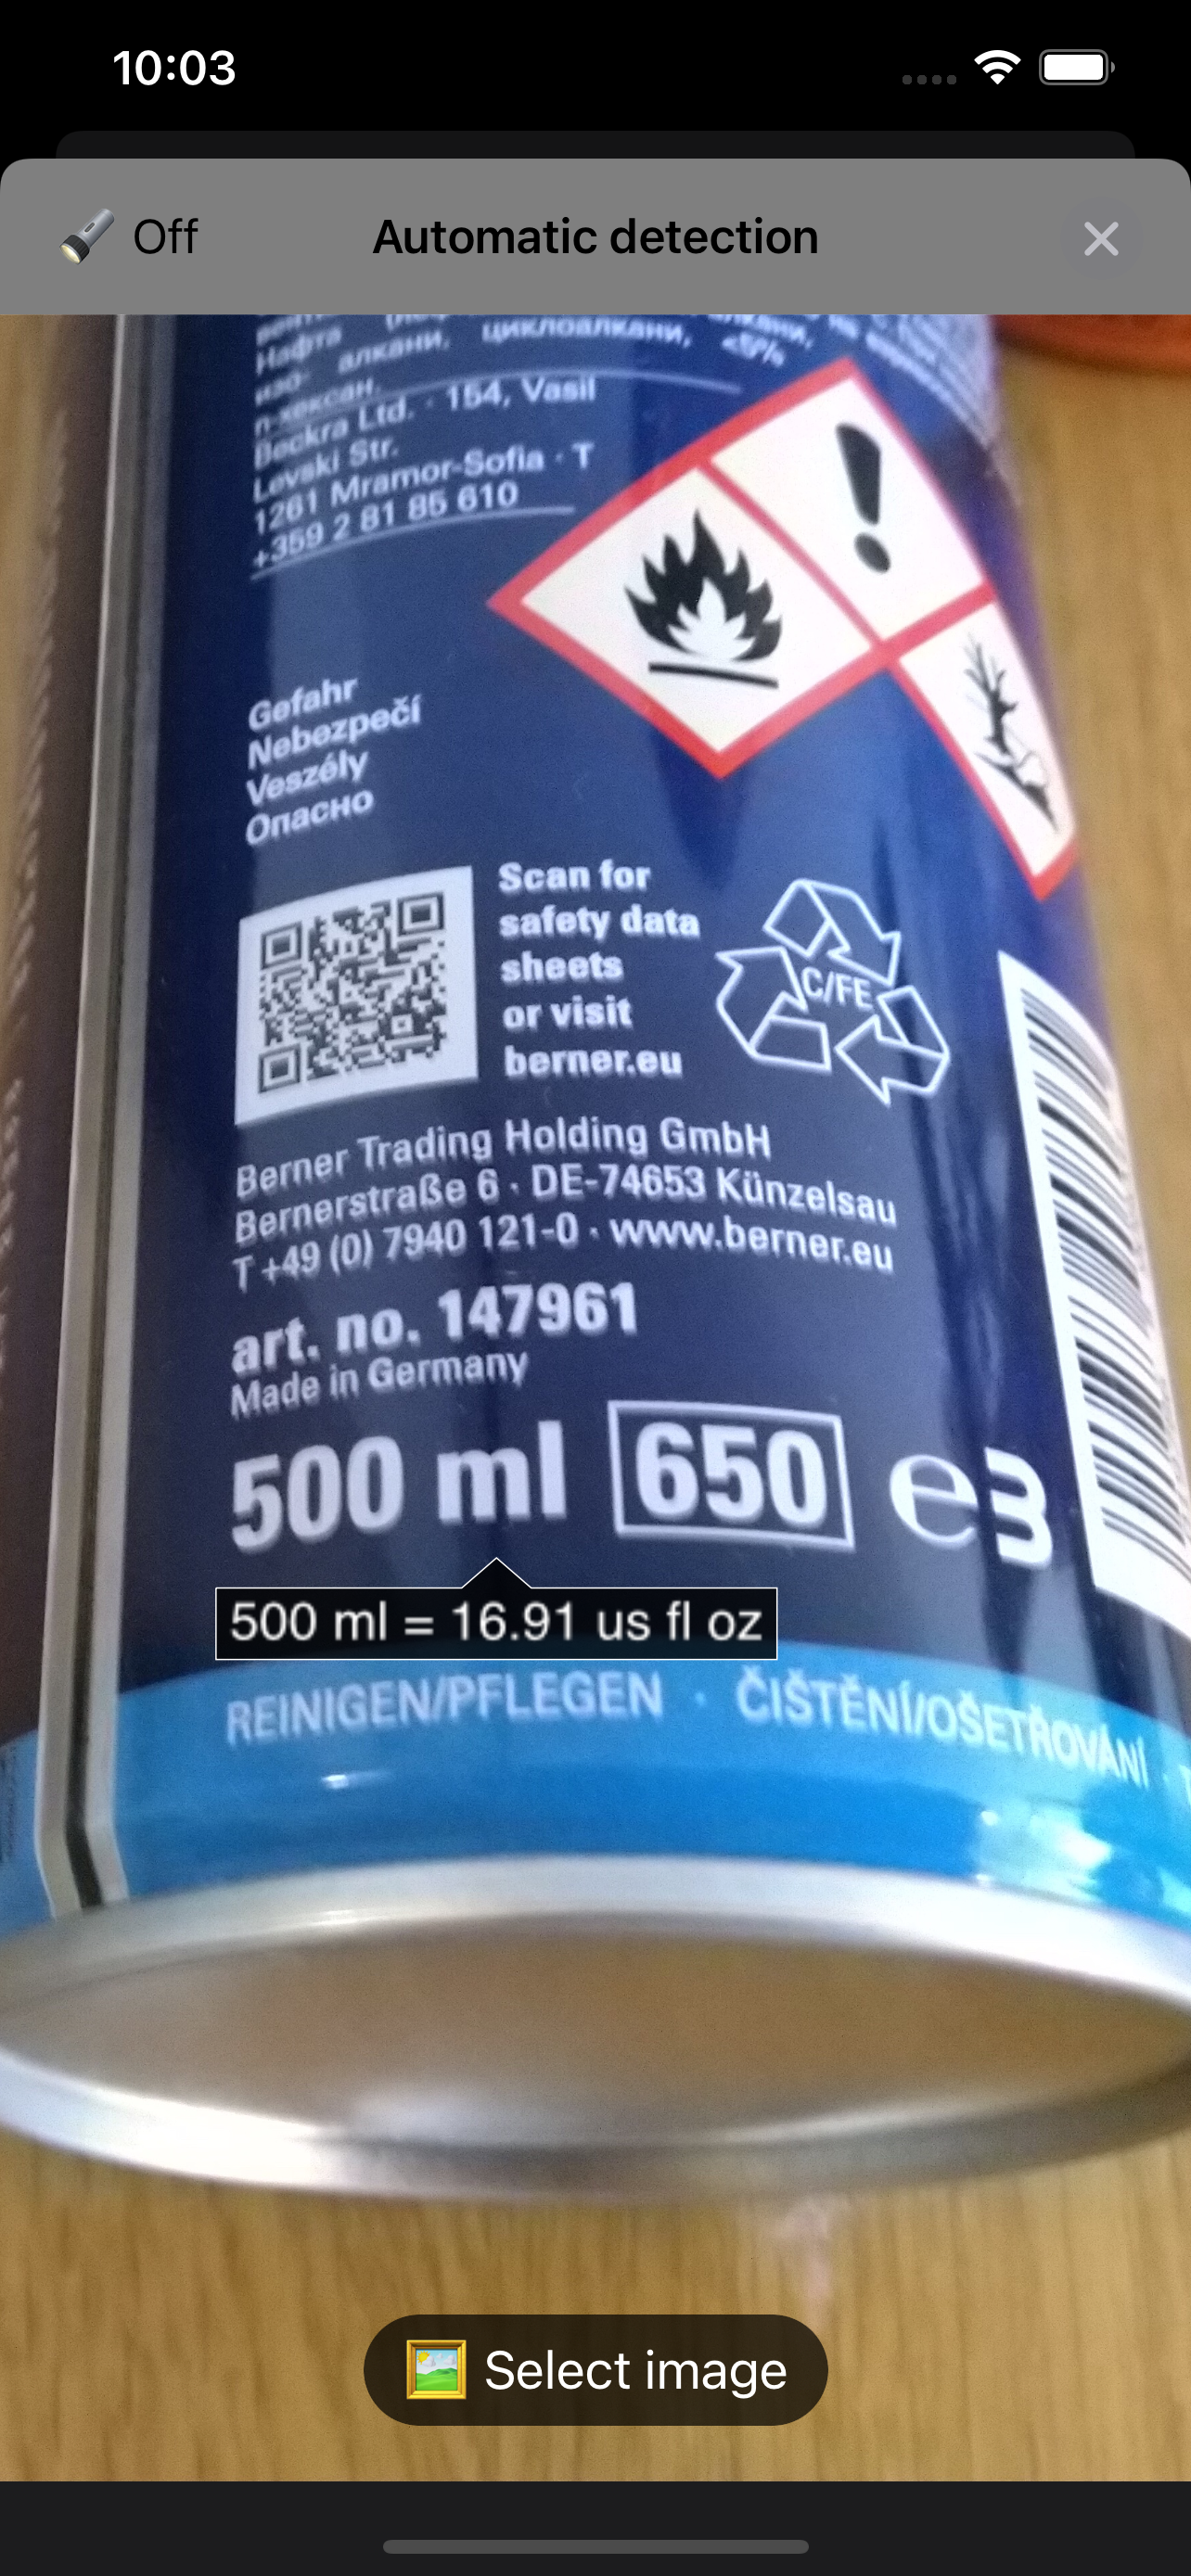 10:03
Off
Automatic detection
Нафта
изо- алкани, циклоалкани, <5%
n-хексан.
Beckra Ltd. · 154, Vasil
Levski Str.
1261 Mramor-Sofia · T
+359 2 81 85 610
Gefahr
Nebezpečí
Veszély
Опасно
Scan for
safety data
sheets
or visit
berner.eu
C/FE
Berner Trading Holding GmbH
Bernerstraße 6 · DE-74653 Künzelsau
T +49 (0) 7940 121-0 · www.berner.eu
art. no. 147961
Made in Germany
500 ml 650 e 3
500 ml = 16.91 us fl oz
REINIGEN/PFLEGEN · ČIŠTĚNÍ/OŠETŘOVÁNÍ ·
Select image